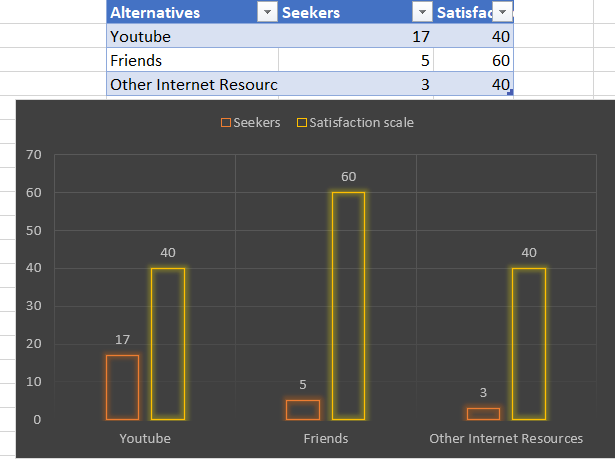 Alternatives Seekers Satisfac
Youtube 17 40
Friends 5 60
Other Internet Resourc 3 40
Seekers Satisfaction scale
70
60
50
40
30
20
10
0
17
40
5
60
3
40
Youtube Friends Other Internet Resources